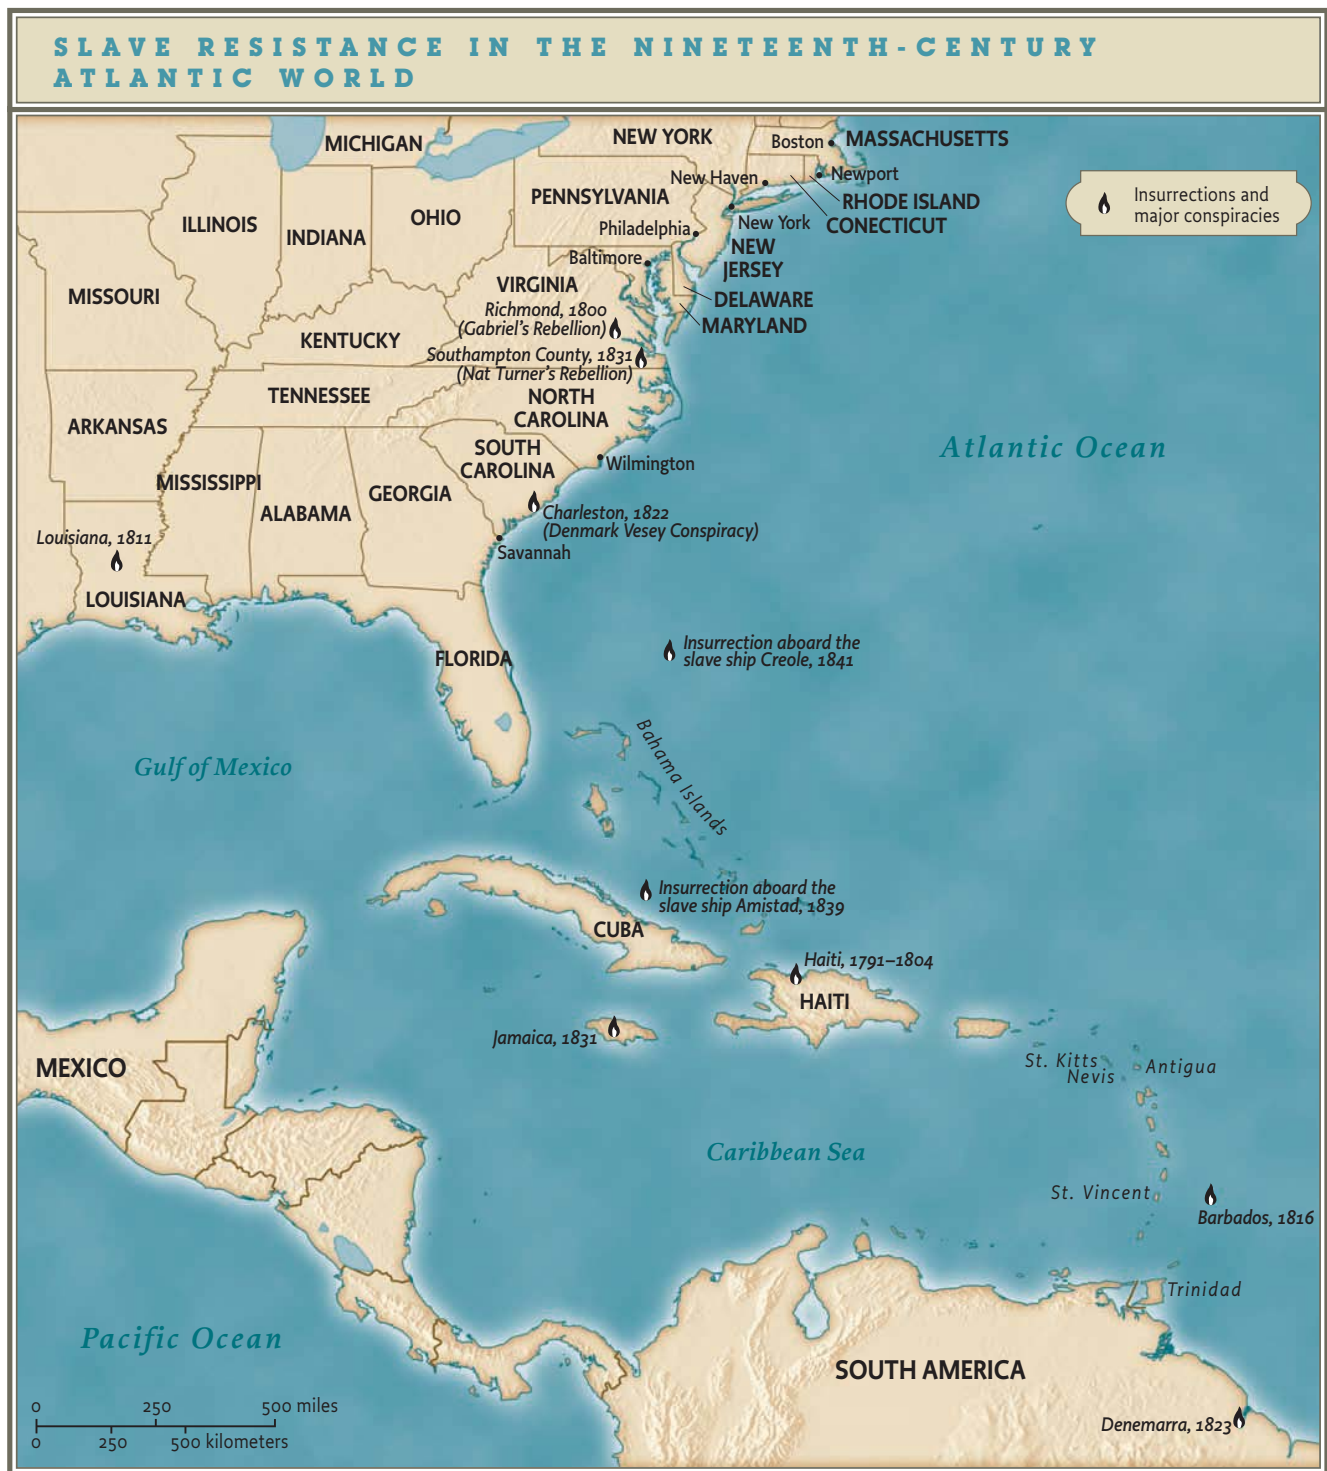 SLAVE RESISTANCE IN THE NINETEENTH-CENTURY
ATLANTIC WORLD
MICHIGAN
NEW YORK
Boston
MASSACHUSETTS
New Haven
Newport
RHODE ISLAND
CONECTICUT
Insurrections and
major conspiracies
PENNSYLVANIA
ILLINOIS
INDIANA
OHIO
Philadelphia
New York
NEW
JERSEY
Baltimore
DELAWARE
MARYLAND
MISSOURI
VIRGINIA
Richmond, 1800
(Gabriel's Rebellion)
KENTUCKY
Southampton County, 1831
(Nat Turner's Rebellion)
TENNESSEE
NORTH
CAROLINA
ARKANSAS
SOUTH
CAROLINA
Wilmington
Atlantic Ocean
MISSISSIPPI
ALABAMA
GEORGIA
Charleston, 1822
(Denmark Vesey Conspiracy)
Savannah
Louisiana, 1811
LOUISIANA
FLORIDA
Insurrection aboard the
slave ship Creole, 1841
Gulf of Mexico
Bahama Islands
Insurrection aboard the
slave ship Amistad, 1839
CUBA
Haiti, 1791–1804
HAITI
Jamaica, 1831
MEXICO
St. Kitts
Nevis
Antigua
Caribbean Sea
St. Vincent
Barbados, 1816
Trinidad
Pacific Ocean
SOUTH AMERICA
Denemarra, 1823
0 250 500 miles
0 250 500 kilometers